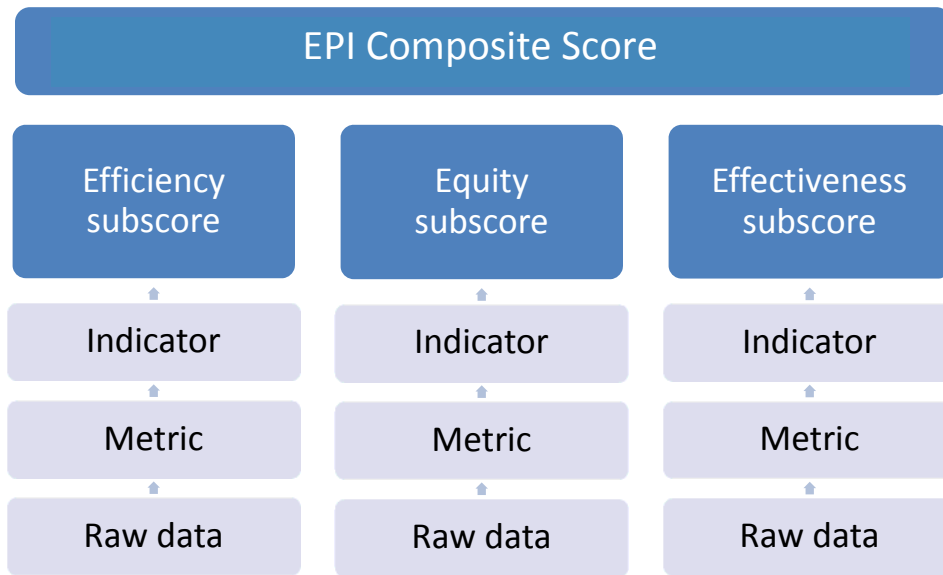 EPI Composite Score
Efficiency
subscore
Equity
subscore
Effectiveness
subscore
Indicator
Indicator
Indicator
Metric
Metric
Metric
Raw data
Raw data
Raw data